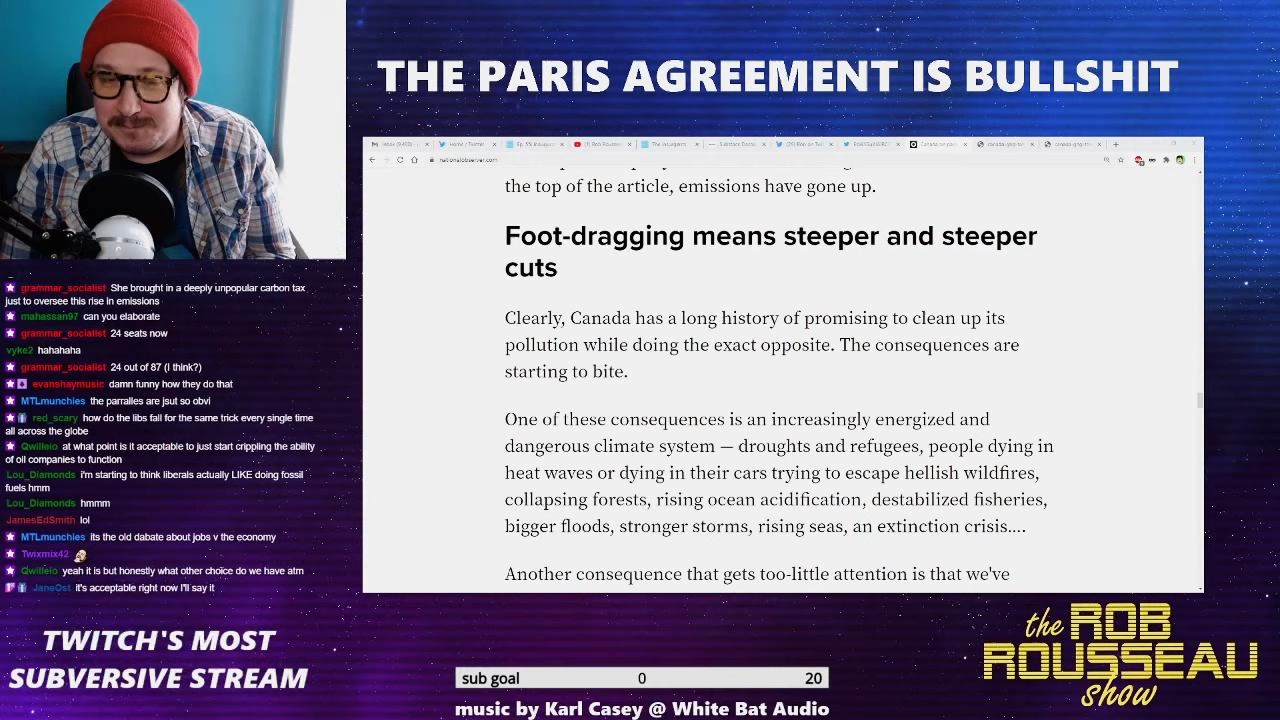 THE PARIS AGREEMENT IS BULLSHIT
Home / Twitter
nationalobserver.com
the top of the article, emissions have gone up.
Foot-dragging means steeper and steeper
cuts
Clearly, Canada has a long history of promising to clean up its
pollution while doing the exact opposite. The consequences are
starting to bite.
One of these consequences is an increasingly energized and
dangerous climate system — droughts and refugees, people dying in
heat waves or dying in their cars trying to escape hellish wildfires,
collapsing forests, rising ocean acidification, destabilized fisheries,
bigger floods, stronger storms, rising seas, an extinction crisis....
Another consequence that gets too-little attention is that we've
grammar_socialist She brought in a deeply unpopular carbon tax
just to oversee this rise in emissions
mahassan97 can you elaborate
grammar_socialist 24 seats now
vyke2 hahahaha
grammar_socialist 24 out of 87 (I think?)
evanshaymusic damn funny how they do that
MTLmunchies the parralles are jsut so obvi
red_scary how do the libs fall for the same trick every single time
all across the globe
Qwilleio at what point is it acceptable to just start crippling the ability
of oil companies to function
Lou_Diamonds i'm starting to think liberals actually LIKE doing fossil
fuels hmm
Lou_Diamonds hmmm
JamesEdSmith lol
MTLmunchies its the old dabate about jobs v the economy
Twixmix42
Qwilleio yeah it is but honestly what other choice do we have atm
JaneOst it's acceptable right now I'll say it
TWITCH'S MOST
SUBVERSIVE STREAM
sub goal 0 20
music by Karl Casey @ White Bat Audio
the ROB
ROUSSEAU
show